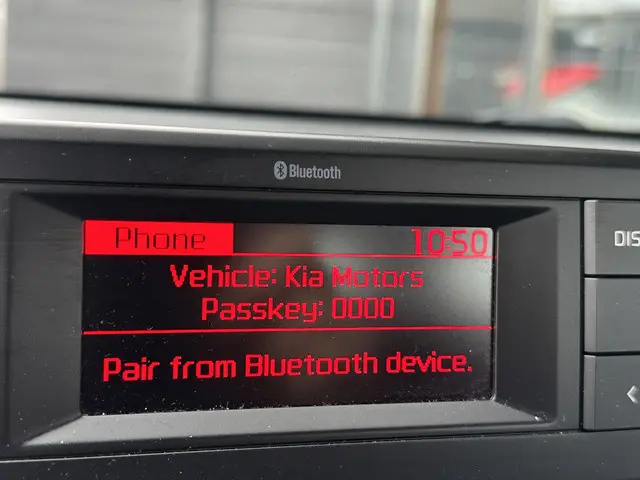 Bluetooth
Phone 10:50
Vehicle: Kia Motors
Passkey: 0000
Pair from Bluetooth device.
DIS